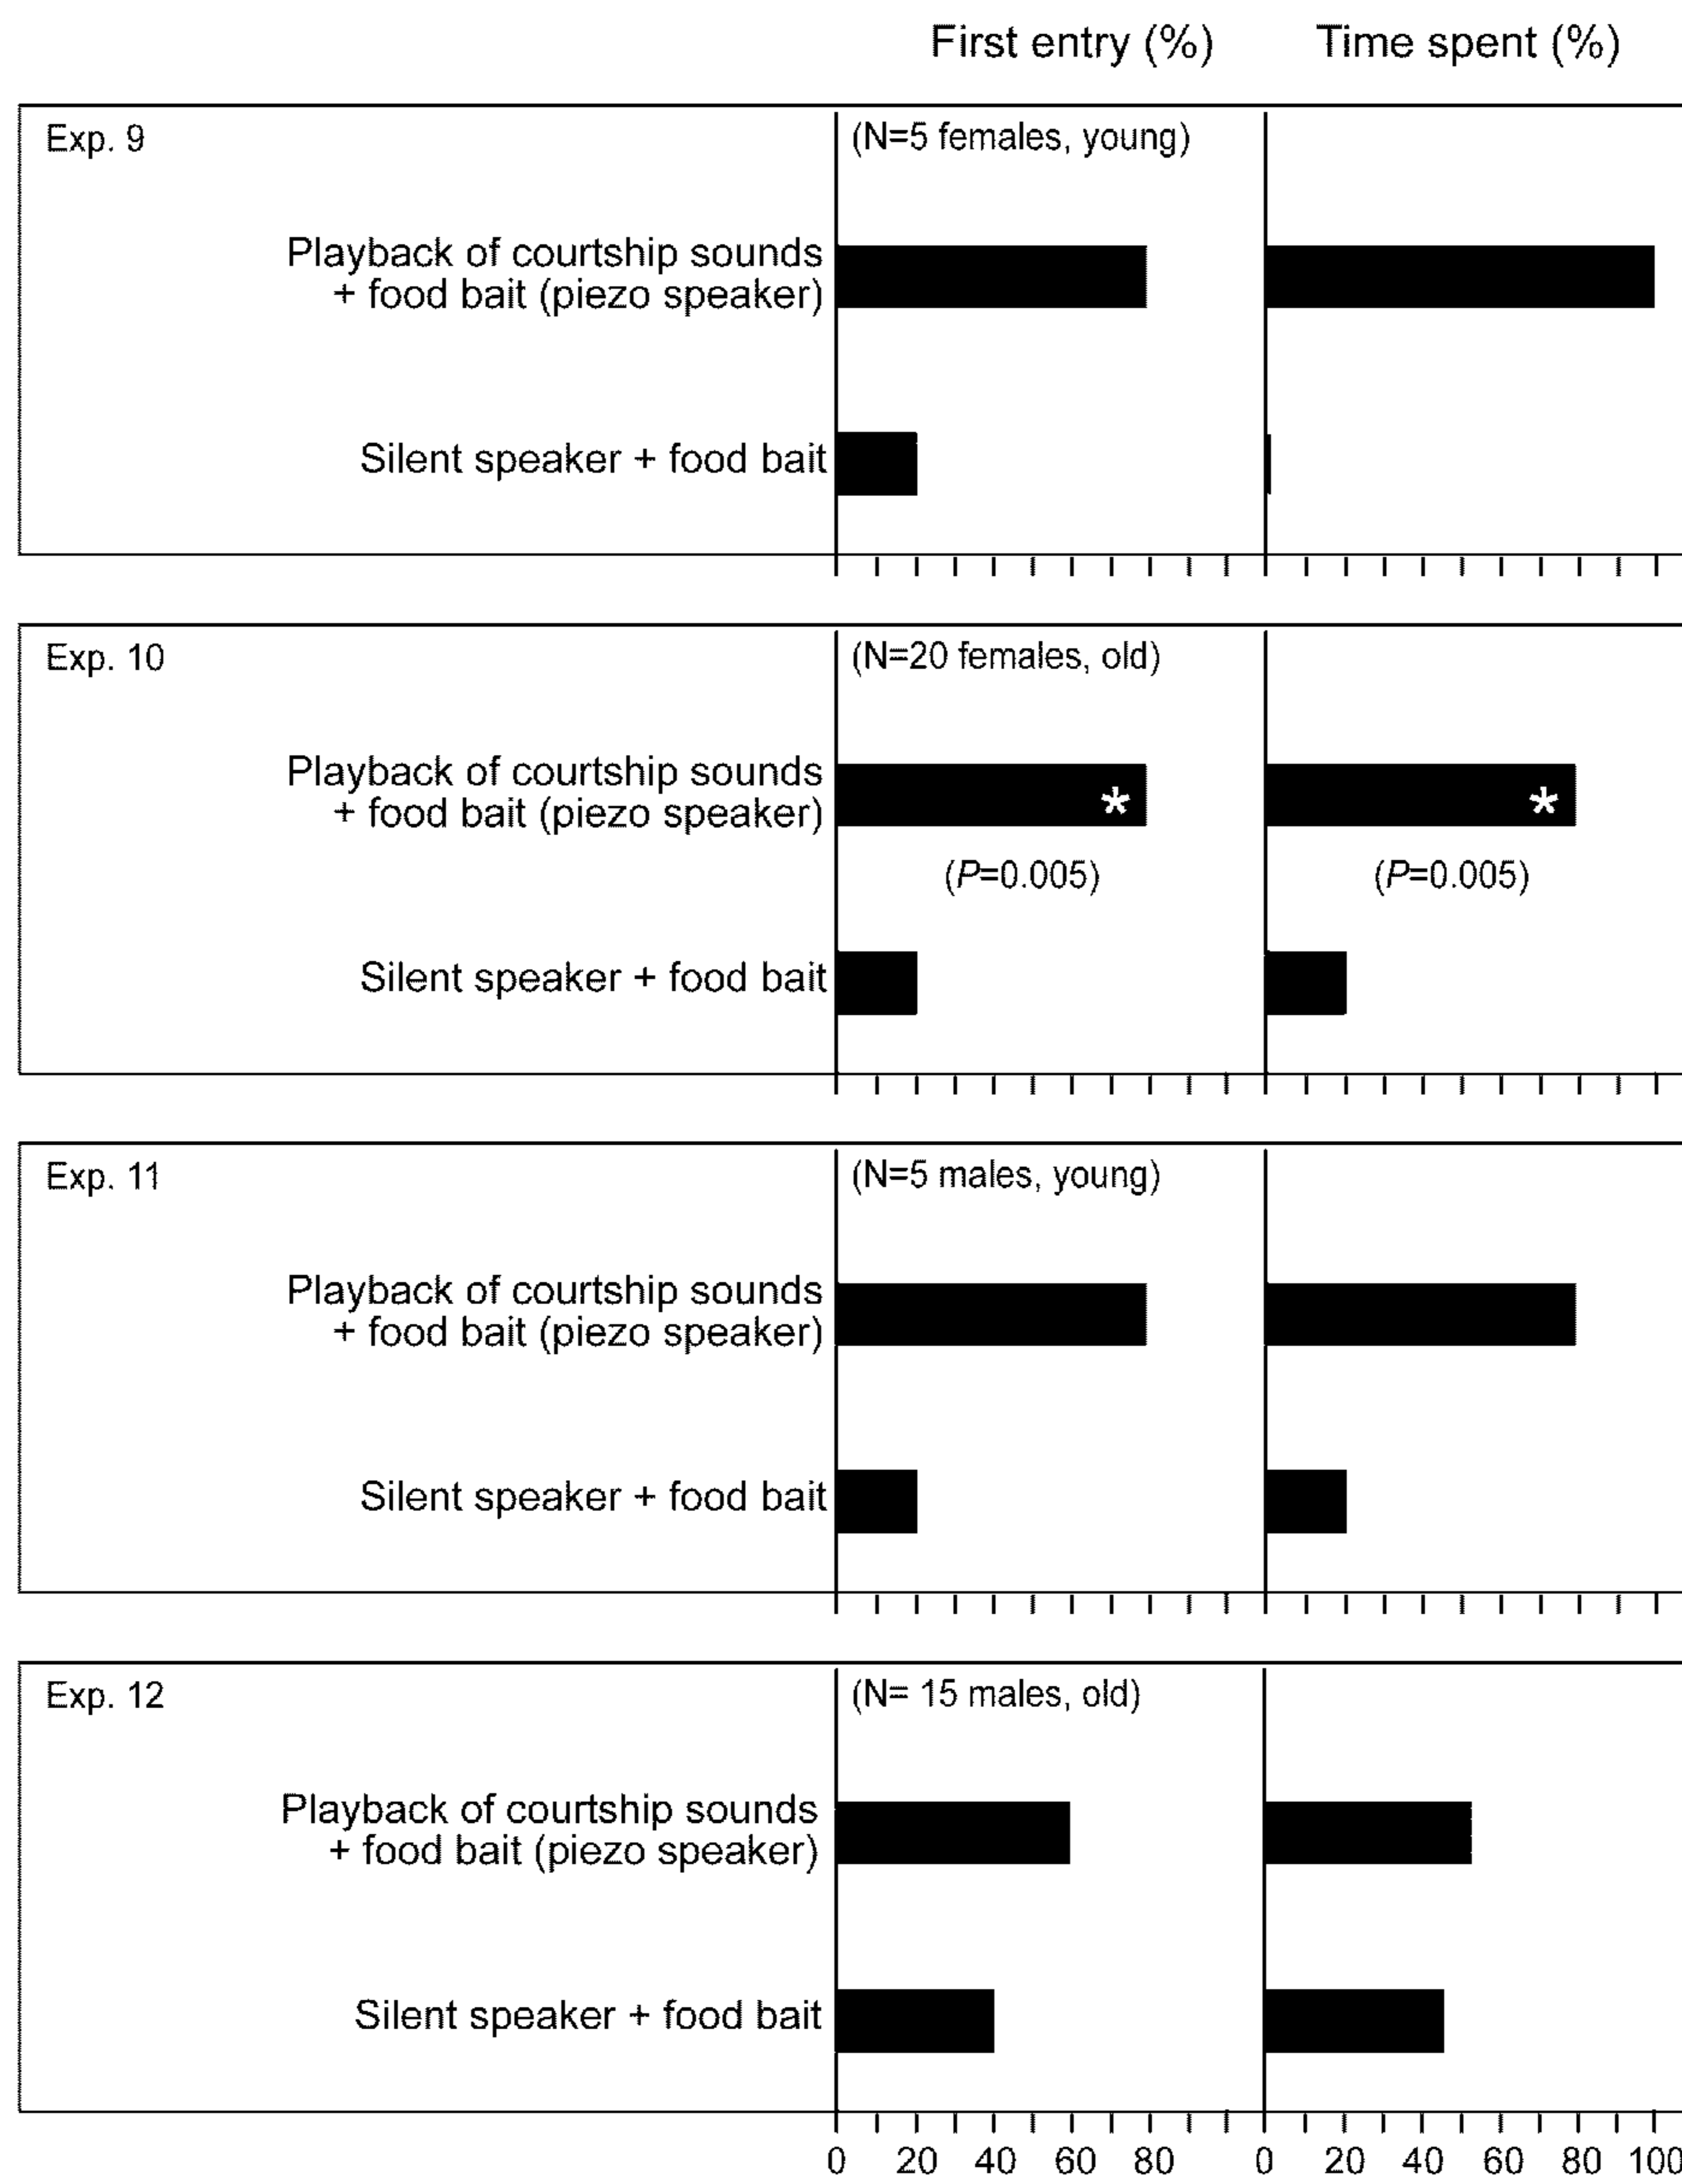 First entry (%) Time spent (%)
Exp. 9 (N=5 females, young)
Playback of courtship sounds
+ food bait (piezo speaker)
Silent speaker + food bait
Exp. 10 (N=20 females, old)
Playback of courtship sounds
+ food bait (piezo speaker)
* *
(P=0.005) (P=0.005)
Silent speaker + food bait
Exp. 11 (N=5 males, young)
Playback of courtship sounds
+ food bait (piezo speaker)
Silent speaker + food bait
Exp. 12 (N= 15 males, old)
Playback of courtship sounds
+ food bait (piezo speaker)
Silent speaker + food bait
0 20 40 60 80 0 20 40 60 80 100